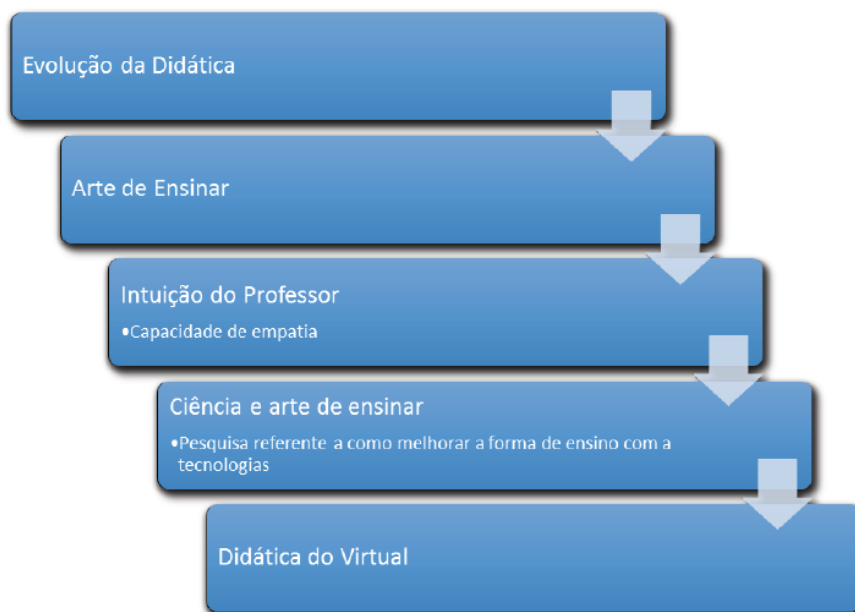 Evolução da Didática
Arte de Ensinar
Intuição do Professor
•Capacidade de empatia
Ciência e arte de ensinar
•Pesquisa referente a como melhorar a forma de ensino com a
tecnologias
Didática do Virtual